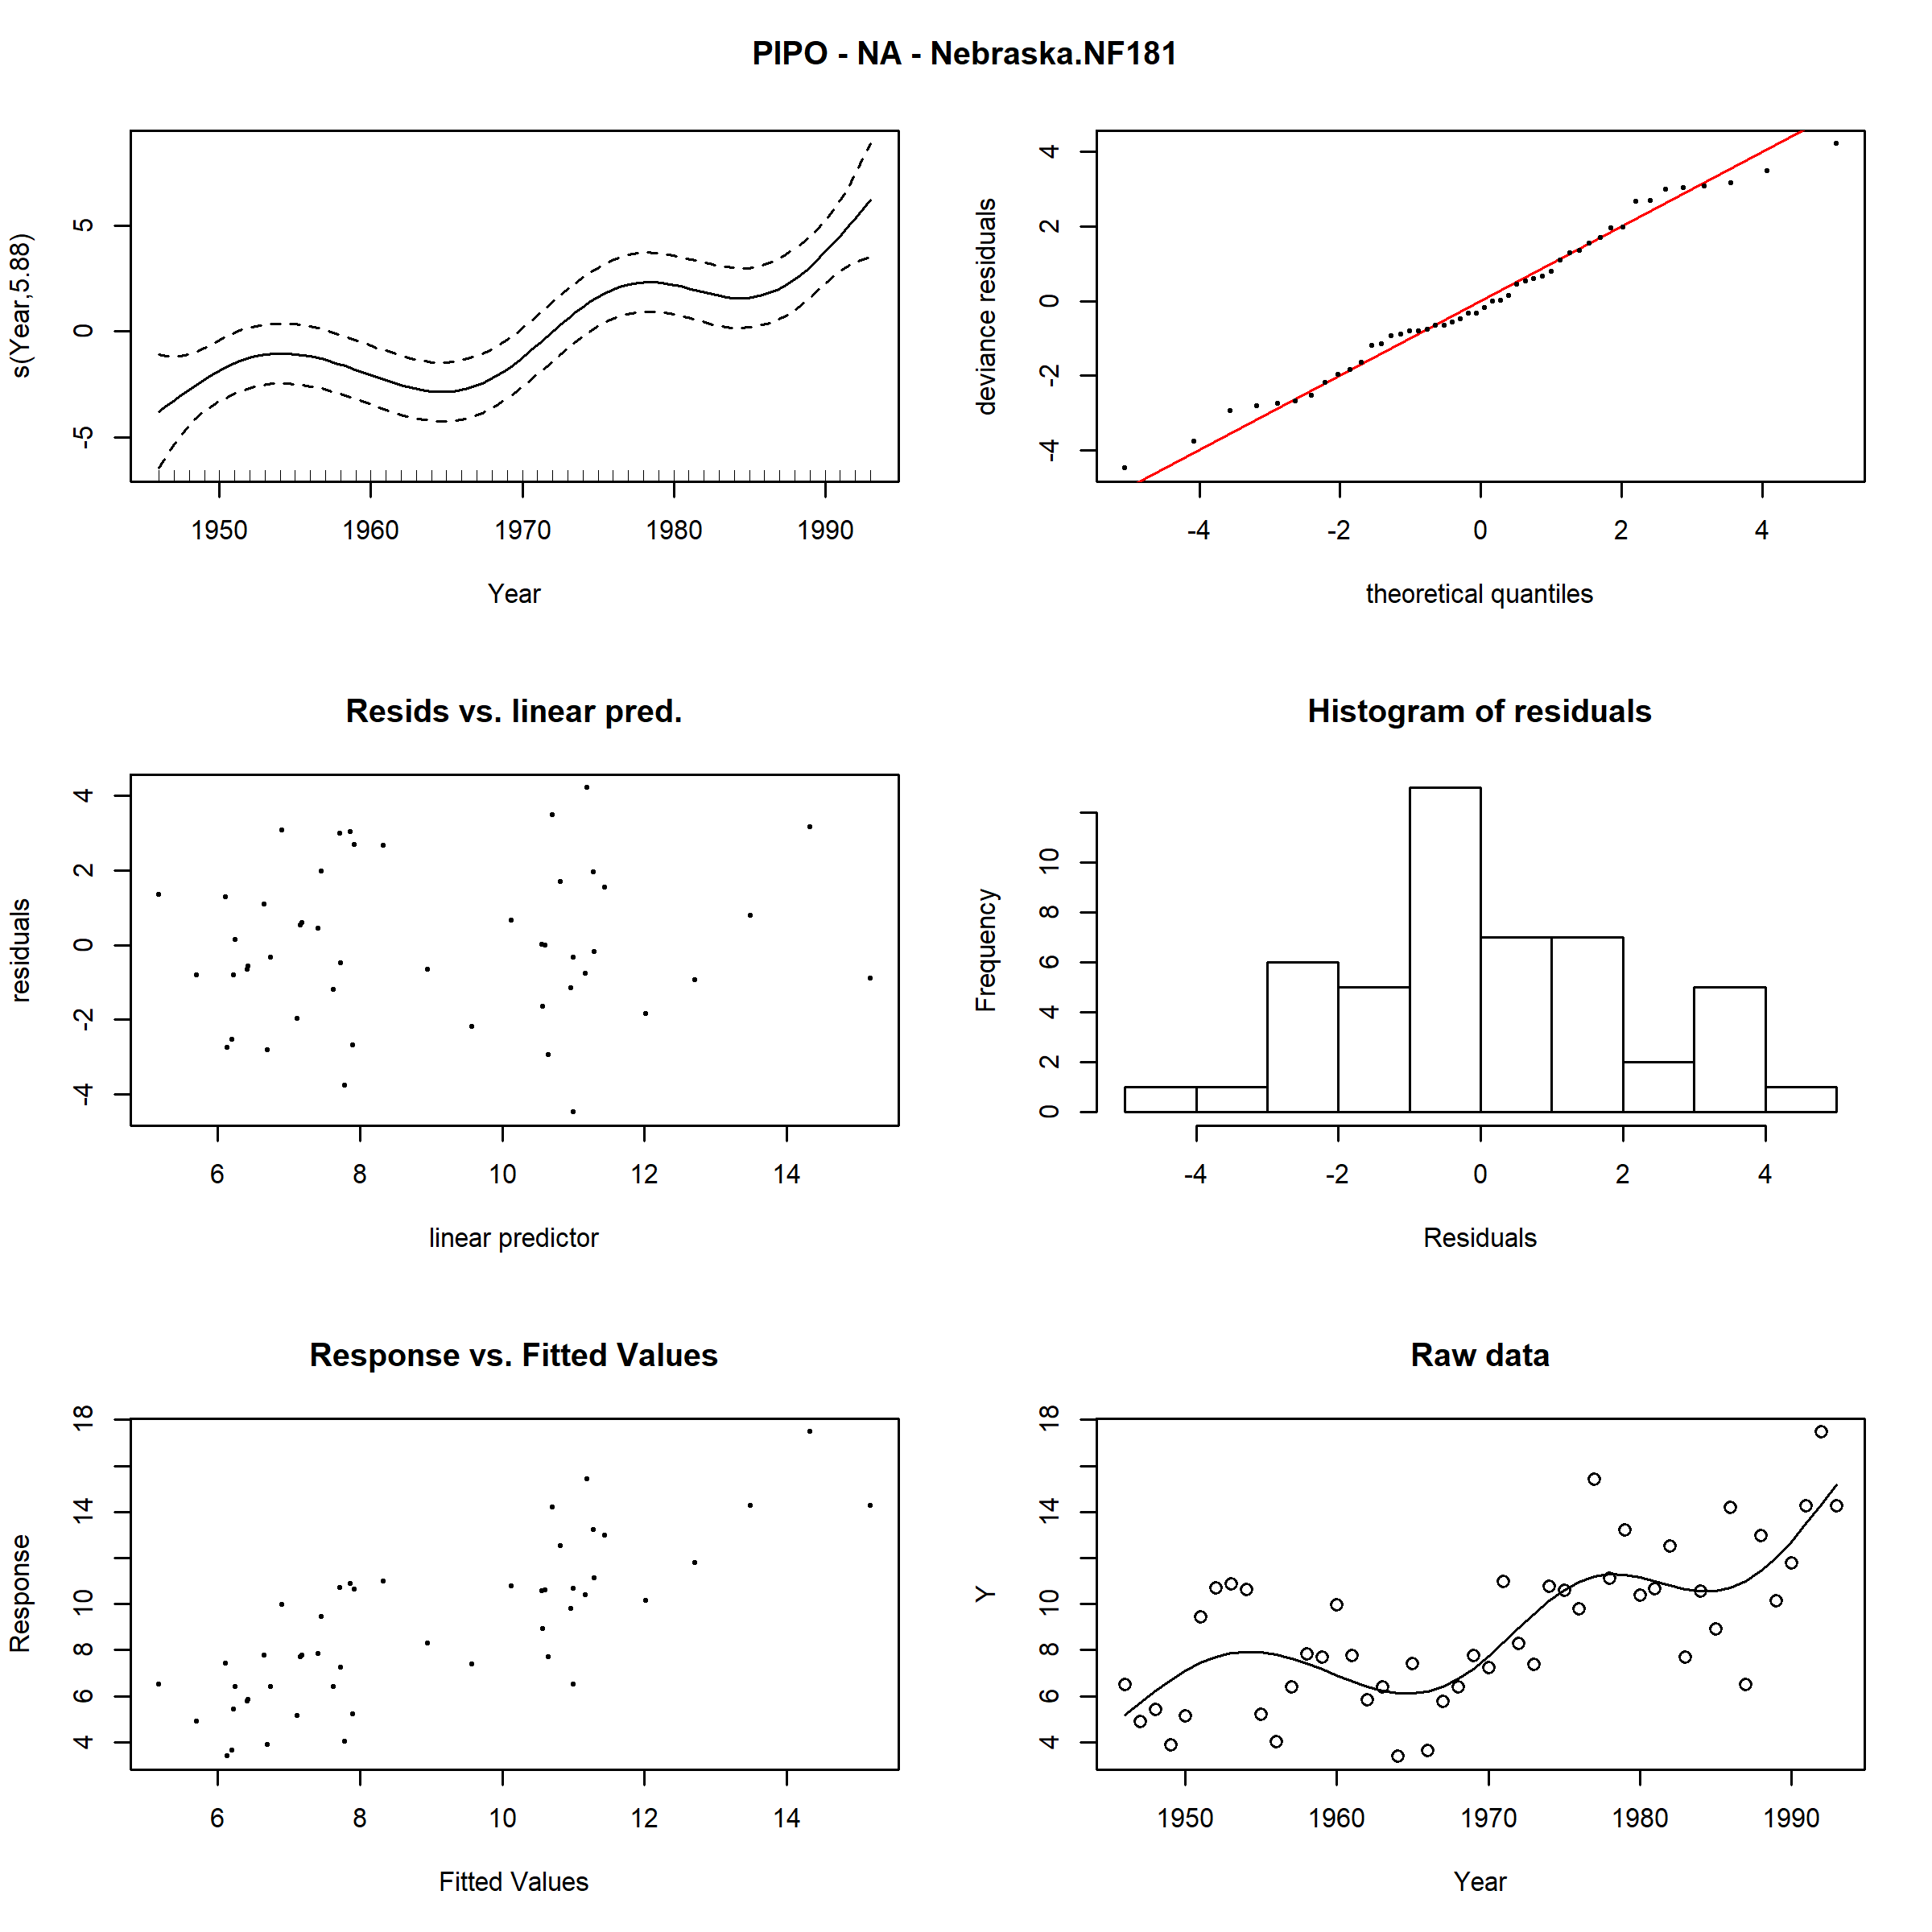 PIPO - NA - Nebraska.NF181
s(Year,5.88)
5
0
-5
1950 1960 1970 1980 1990
Year
deviance residuals
4
2
0
-2
-4
-4 -2 0 2 4
theoretical quantiles
Resids vs. linear pred.
residuals
4
2
0
-2
-4
6 8 10 12 14
linear predictor
Histogram of residuals
Frequency
10
8
6
4
2
0
-4 -2 0 2 4
Residuals
Response vs. Fitted Values
Response
18
14
10
8
6
4
6 8 10 12 14
Fitted Values
Raw data
Y
18
14
10
8
6
4
1950 1960 1970 1980 1990
Year